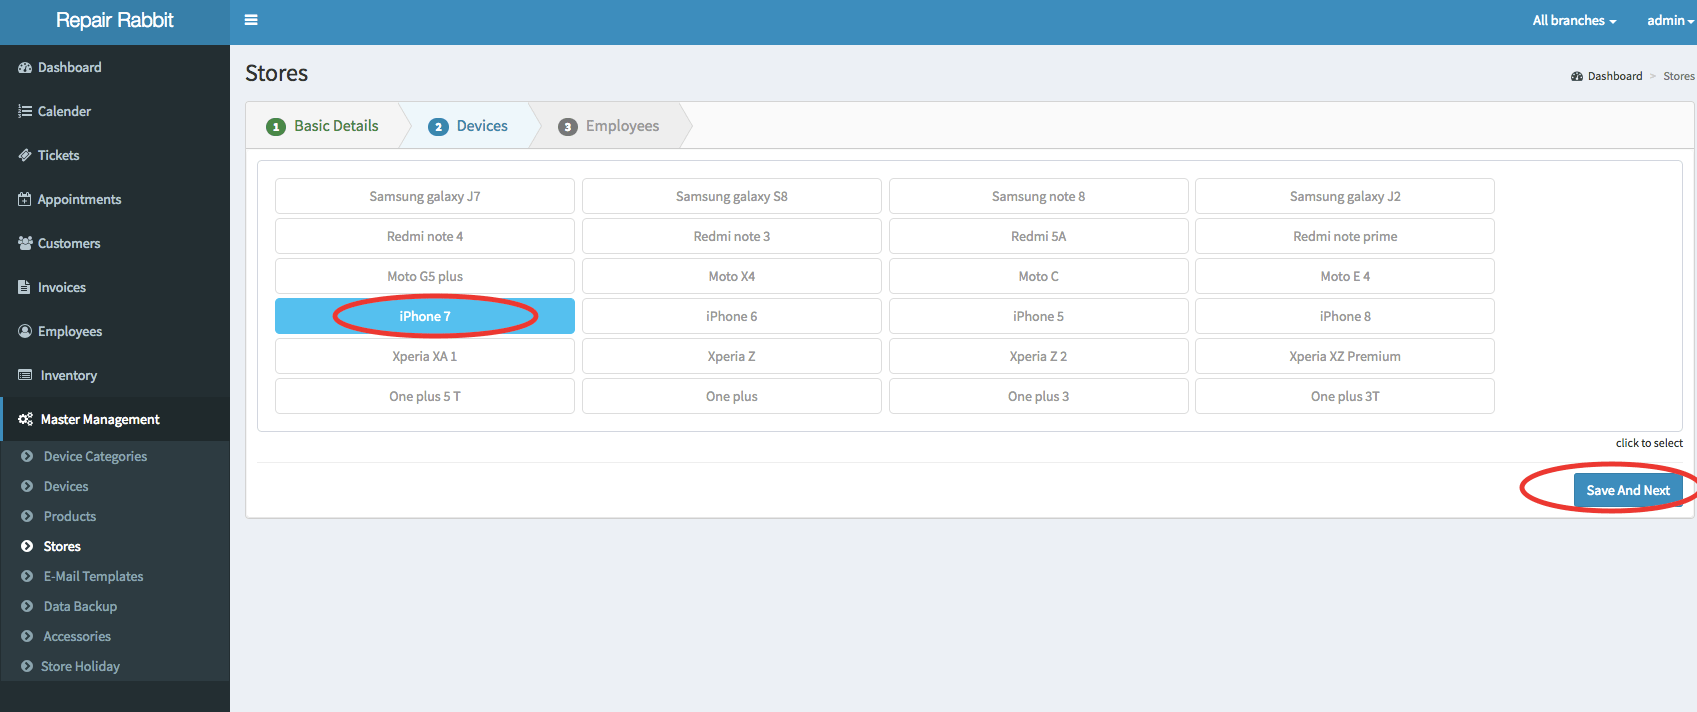 Repair Rabbit
All branches
admin
Dashboard
Calender
Tickets
Appointments
Customers
Invoices
Employees
Inventory
Master Management
Device Categories
Devices
Products
Stores
E-Mail Templates
Data Backup
Accessories
Store Holiday
Stores
Dashboard > Stores
1 Basic Details 2 Devices 3 Employees
Samsung galaxy J7 Samsung galaxy S8 Samsung note 8 Samsung galaxy J2
Redmi note 4 Redmi note 3 Redmi 5A Redmi note prime
Moto G5 plus Moto X4 Moto C Moto E 4
iPhone 7 iPhone 6 iPhone 5 iPhone 8
Xperia XA 1 Xperia Z Xperia Z 2 Xperia XZ Premium
One plus 5 T One plus One plus 3 One plus 3T
click to select
Save And Next